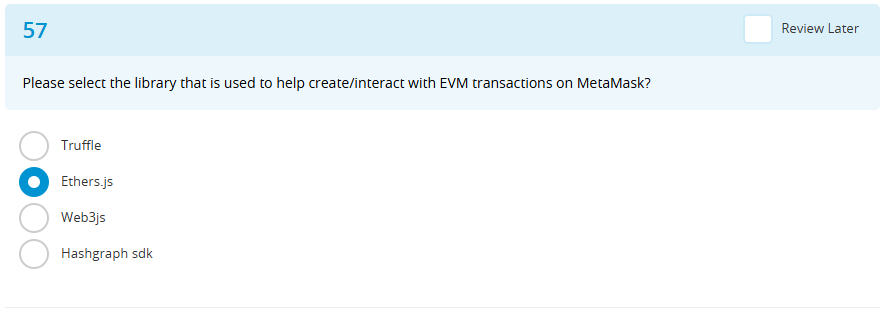 57
Review Later
Please select the library that is used to help create/interact with EVM transactions on MetaMask?
Truffle
Ethers.js
Web3js
Hashgraph sdk